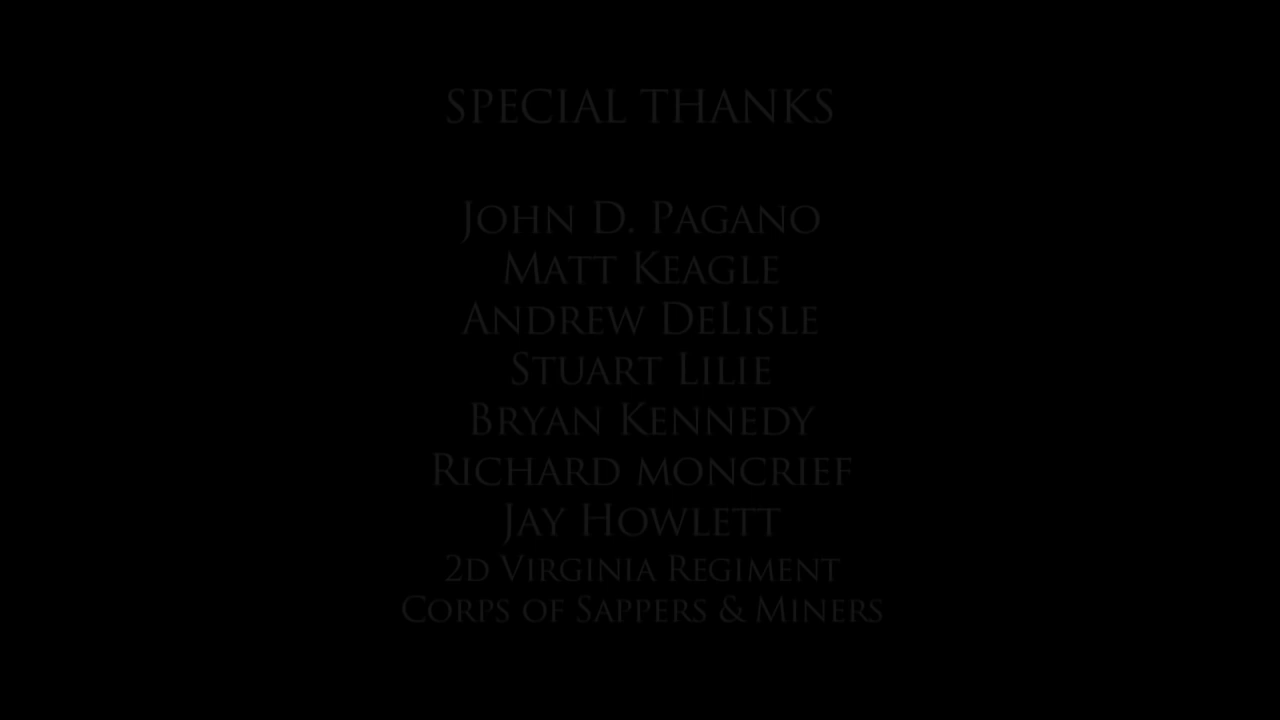 SPECIAL THANKS
John D. Pagano
Matt Keagle
Andrew DeLisle
Stuart Lilie
Bryan Kennedy
Richard moncrief
Jay Howlett
2d Virginia Regiment
Corps of Sappers & Miners